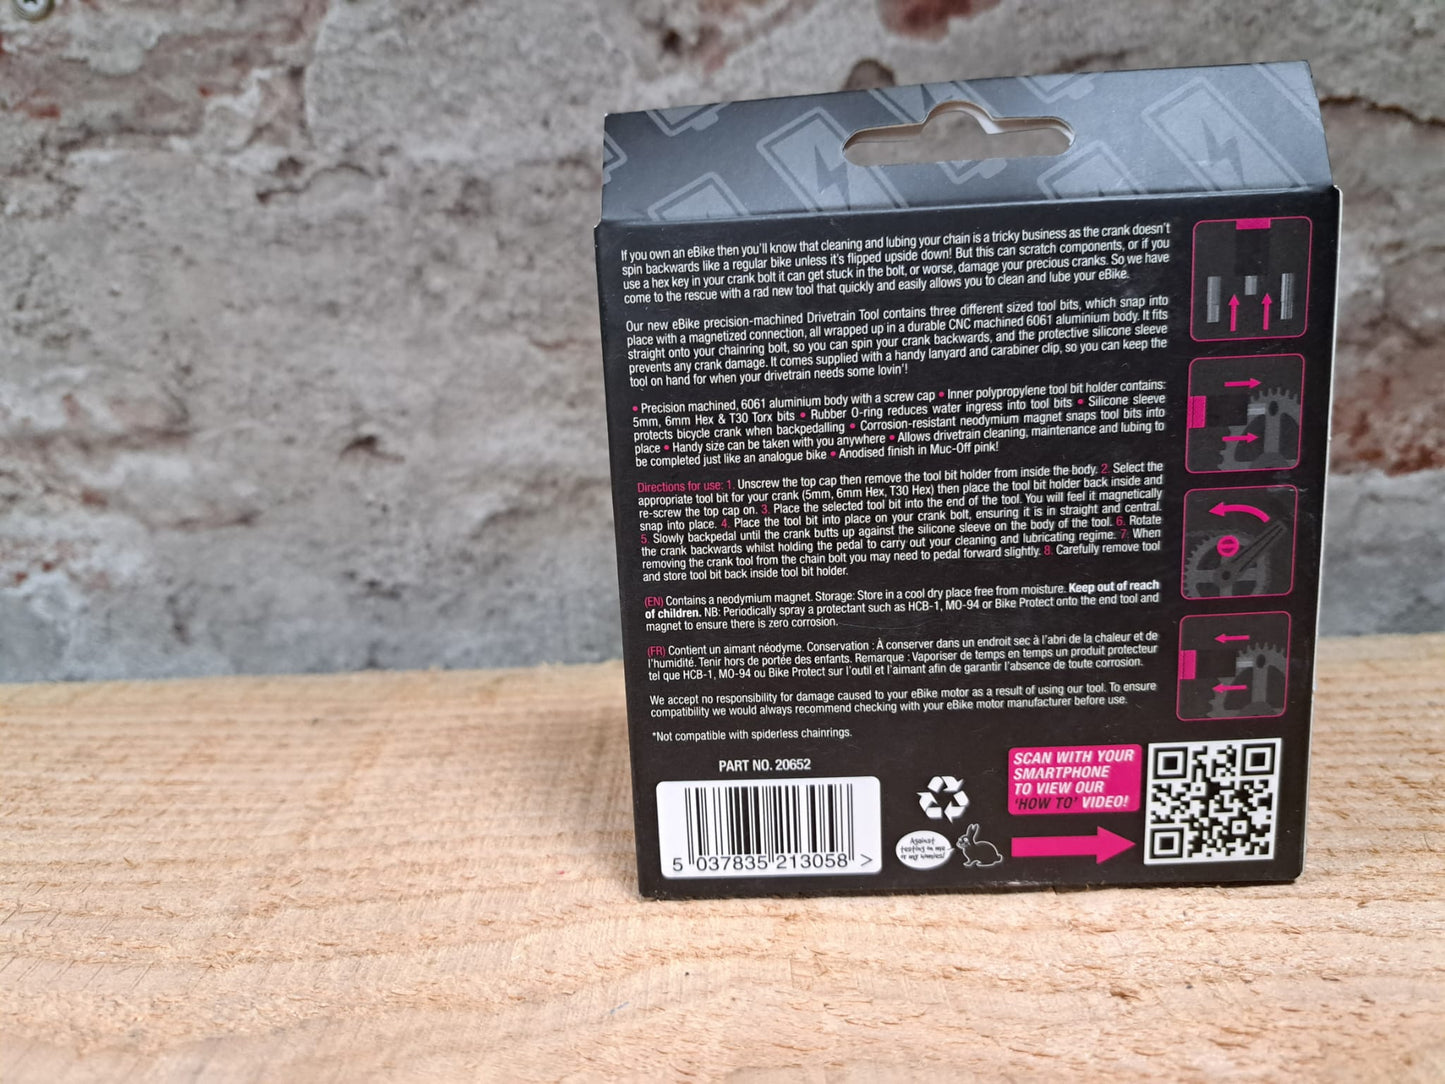 If you own an eBike then you'll know that cleaning and lubing your chain is a tricky business as the crank doesn't
spin backwards like a regular bike unless it's flipped upside down! But this can scratch components, or if you
use a hex key in your crank bolt it can get stuck in the bolt, or worse, damage your precious cranks. So we have
come to the rescue with a rad new tool that quickly and easily allows you to clean and lube your eBike.
Our new eBike precision-machined Drivetrain Tool contains three different sized tool bits, which snap into
place with a magnetized connection, all wrapped up in a durable CNC machined 6061 aluminium body. It fits
straight onto your chainring bolt, so you can spin your crank backwards, and the protective silicone sleeve
prevents any crank damage. It comes supplied with a handy lanyard and carabiner clip, so you can keep the
tool on hand for when your drivetrain needs some lovin'!
• Precision machined, 6061 aluminium body with a screw cap • Inner polypropylene tool bit holder contains:
5mm, 6mm Hex & T30 Torx bits • Rubber O-ring reduces water ingress into tool bits • Silicone sleeve
protects bicycle crank when backpedalling • Corrosion-resistant neodymium magnet snaps tool bits into
place • Handy size can be taken with you anywhere • Allows drivetrain cleaning, maintenance and lubing to
be completed just like an analogue bike • Anodised finish in Muc-Off pink!
Directions for use: 1. Unscrew the top cap then remove the tool bit holder from inside the body. 2. Select the
appropriate tool bit for your crank (5mm, 6mm Hex, T30 Hex) then place the tool bit holder back inside and
re-screw the top cap on. 3. Place the selected tool bit into the end of the tool. You will feel it magnetically
snap into place. 4. Place the tool bit into place on your crank bolt, ensuring it is in straight and central.
5. Slowly backpedal until the crank butts up against the silicone sleeve on the body of the tool. 6. Rotate
the crank backwards whilst holding the pedal to carry out your cleaning and lubricating regime. 7. When
removing the crank tool from the chain bolt you may need to pedal forward slightly. 8. Carefully remove tool
and store tool bit back inside tool bit holder.
(EN) Contains a neodymium magnet. Storage: Store in a cool dry place free from moisture. Keep out of reach
of children. NB: Periodically spray a protectant such as HCB-1, MO-94 or Bike Protect onto the end tool and
magnet to ensure there is zero corrosion.
(FR) Contient un aimant néodyme. Conservation : À conserver dans un endroit sec à l'abri de la chaleur et de
l'humidité. Tenir hors de portée des enfants. Remarque : Vaporiser de temps en temps un produit protecteur
tel que HCB-1, MO-94 ou Bike Protect sur l'outil et l'aimant afin de garantir l'absence de toute corrosion.
We accept no responsibility for damage caused to your eBike motor as a result of using our tool. To ensure
compatibility we would always recommend checking with your eBike motor manufacturer before use.
*Not compatible with spiderless chainrings.
PART NO. 20652
5 037835 213058 >
Against
testing on me
or my homies!
SCAN WITH YOUR
SMARTPHONE
TO VIEW OUR
'HOW TO' VIDEO!